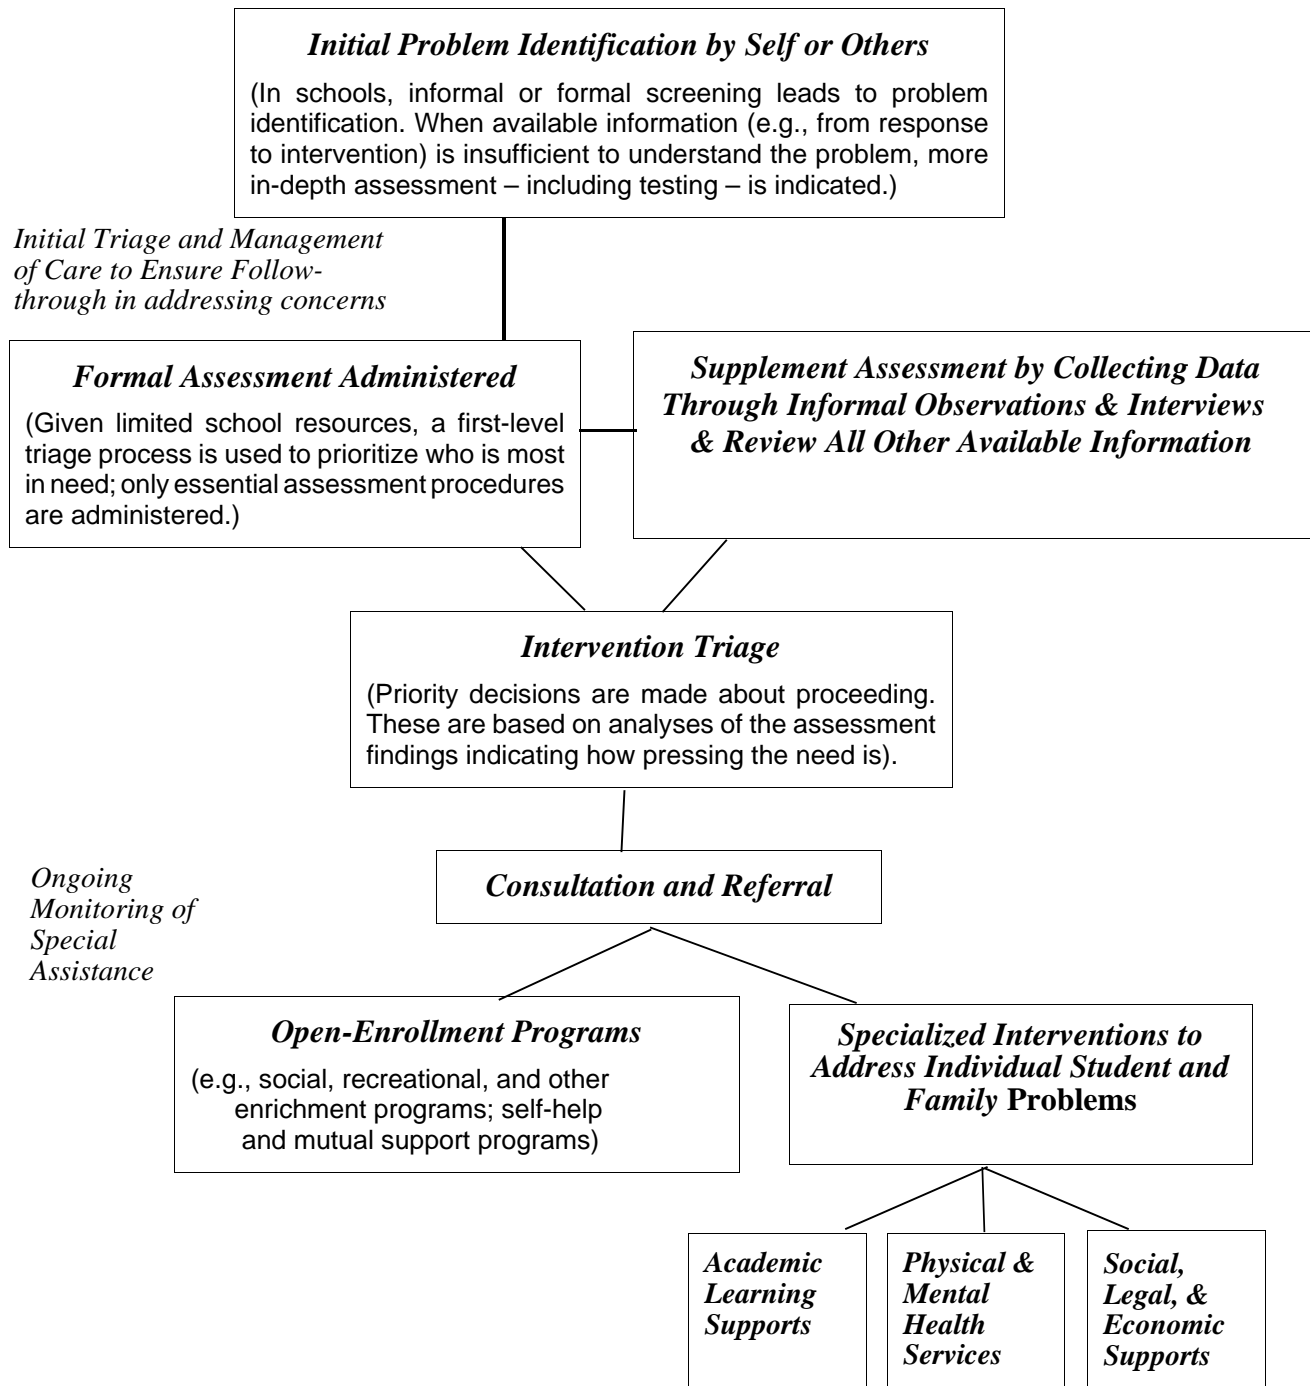 Initial Problem Identification by Self or Others
(In schools, informal or formal screening leads to problem
identification. When available information (e.g., from response
to intervention) is insufficient to understand the problem, more
in-depth assessment – including testing – is indicated.)
Initial Triage and Management
of Care to Ensure Follow-
through in addressing concerns
Formal Assessment Administered
(Given limited school resources, a first-level
triage process is used to prioritize who is most
in need; only essential assessment procedures
are administered.)
Supplement Assessment by Collecting Data
Through Informal Observations & Interviews
& Review All Other Available Information
Intervention Triage
(Priority decisions are made about proceeding.
These are based on analyses of the assessment
findings indicating how pressing the need is).
Consultation and Referral
Ongoing
Monitoring of
Special
Assistance
Open-Enrollment Programs
(e.g., social, recreational, and other
enrichment programs; self-help
and mutual support programs)
Specialized Interventions to
Address Individual Student and
Family Problems
Academic
Learning
Supports
Physical &
Mental
Health
Services
Social,
Legal, &
Economic
Supports